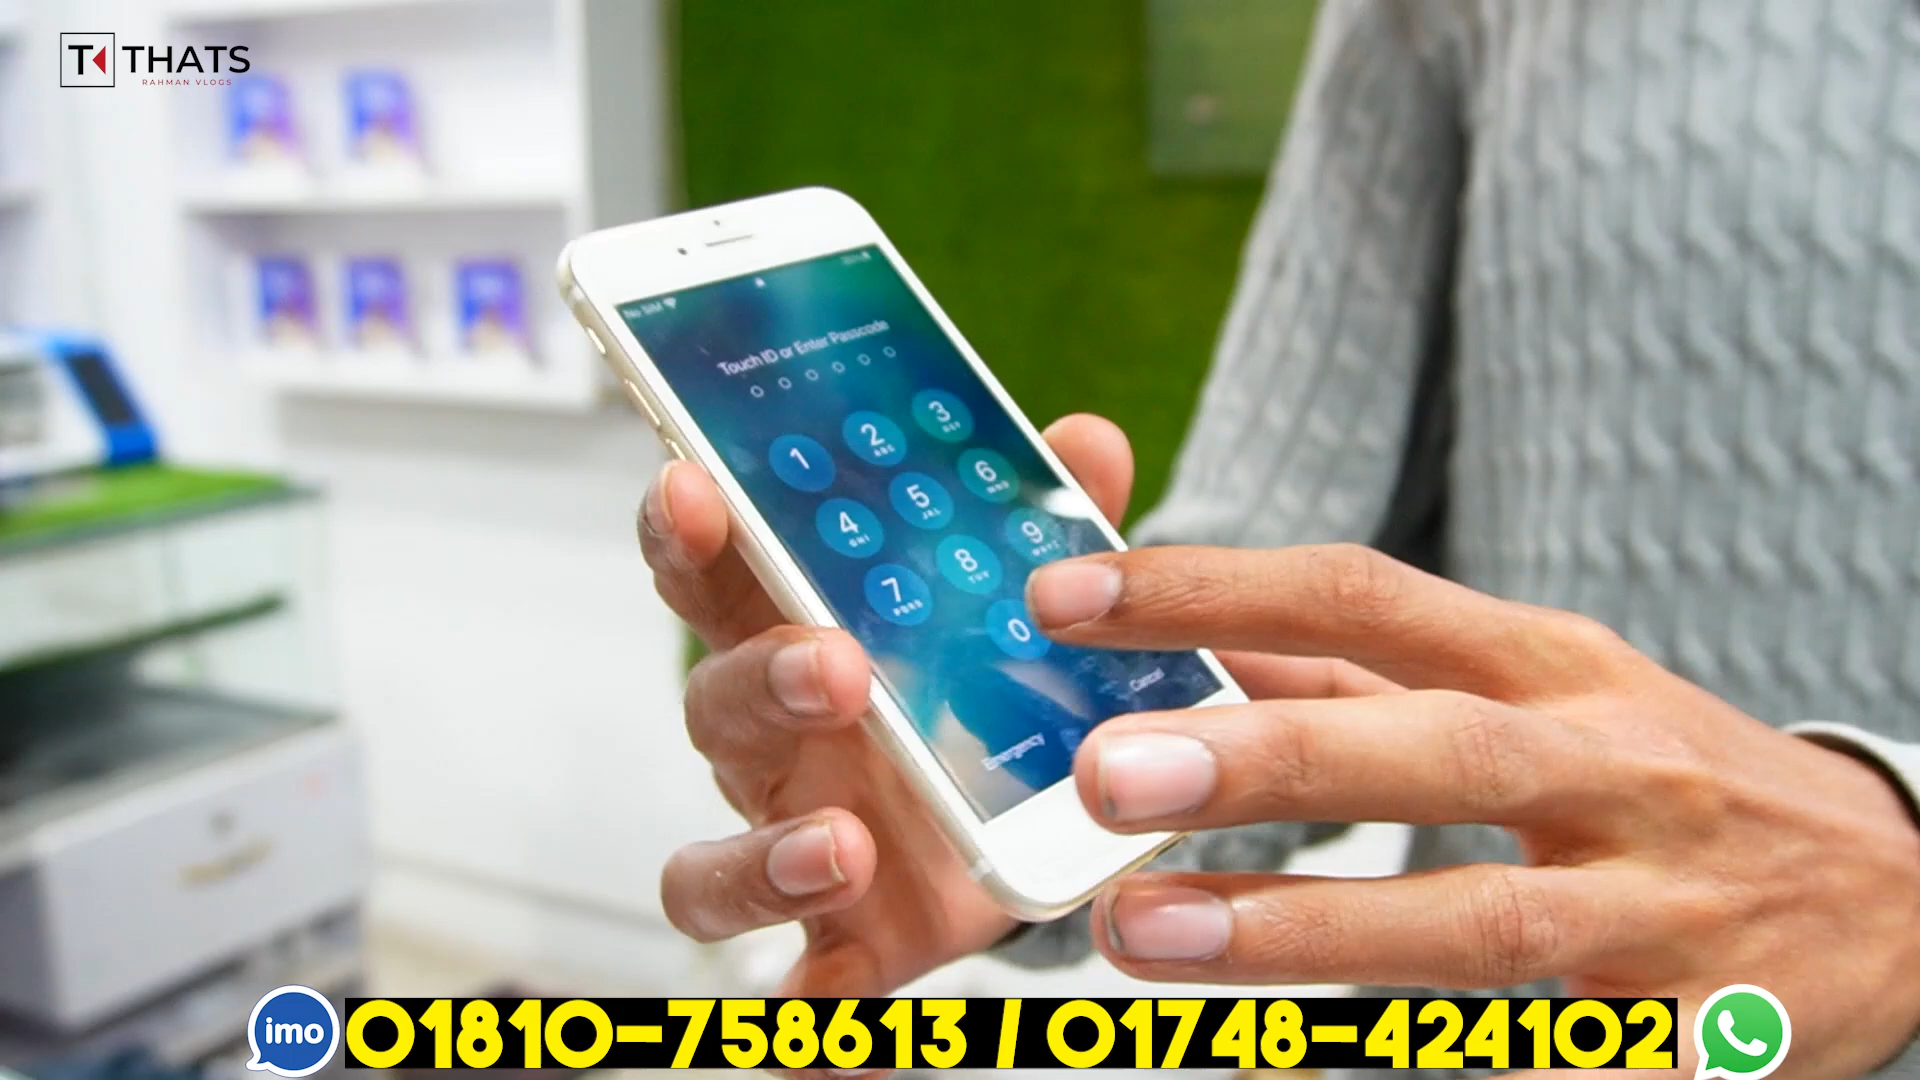 TK THATS
RAHMAN VLOGS
No SIM
Touch ID or Enter Passcode
1
2 ABC
3 DEF
4 GHI
5 JKL
6 MNO
7 PQRS
8 TUV
9 WXYZ
0
Emergency
Cancel
imo 01810-758613 / 01748-424102